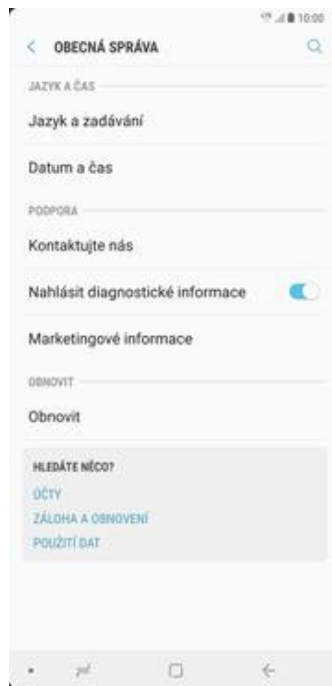 10:00
OBECNÁ SPRÁVA
JAZYK A ČAS
Jazyk a zadávání
Datum a čas
PODPORA
Kontaktujte nás
Nahlásit diagnostické informace
Marketingové informace
OBNOVIT
Obnovit
HLEDÁTE NĚCO?
ÚČTY
ZÁLOHA A OBNOVENÍ
POUŽITÍ DAT